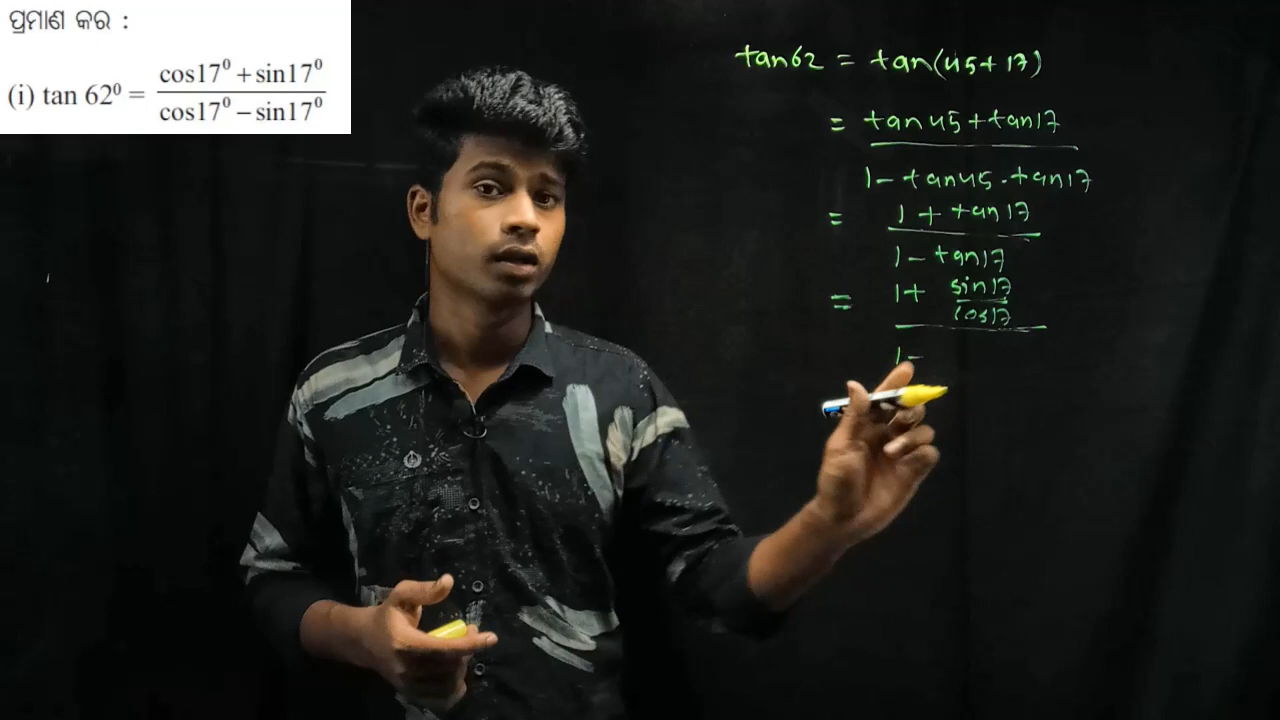 ପ୍ରମାଣ କର :
(i) tan 62⁰ = cos17⁰ + sin17⁰ / cos17⁰ – sin17⁰
tan62 = tan(45+17)
= tan45+tan17
1- tan45.tan17
= 1 + tan17
1- tan17
= 1+ sin17
cos17
1-